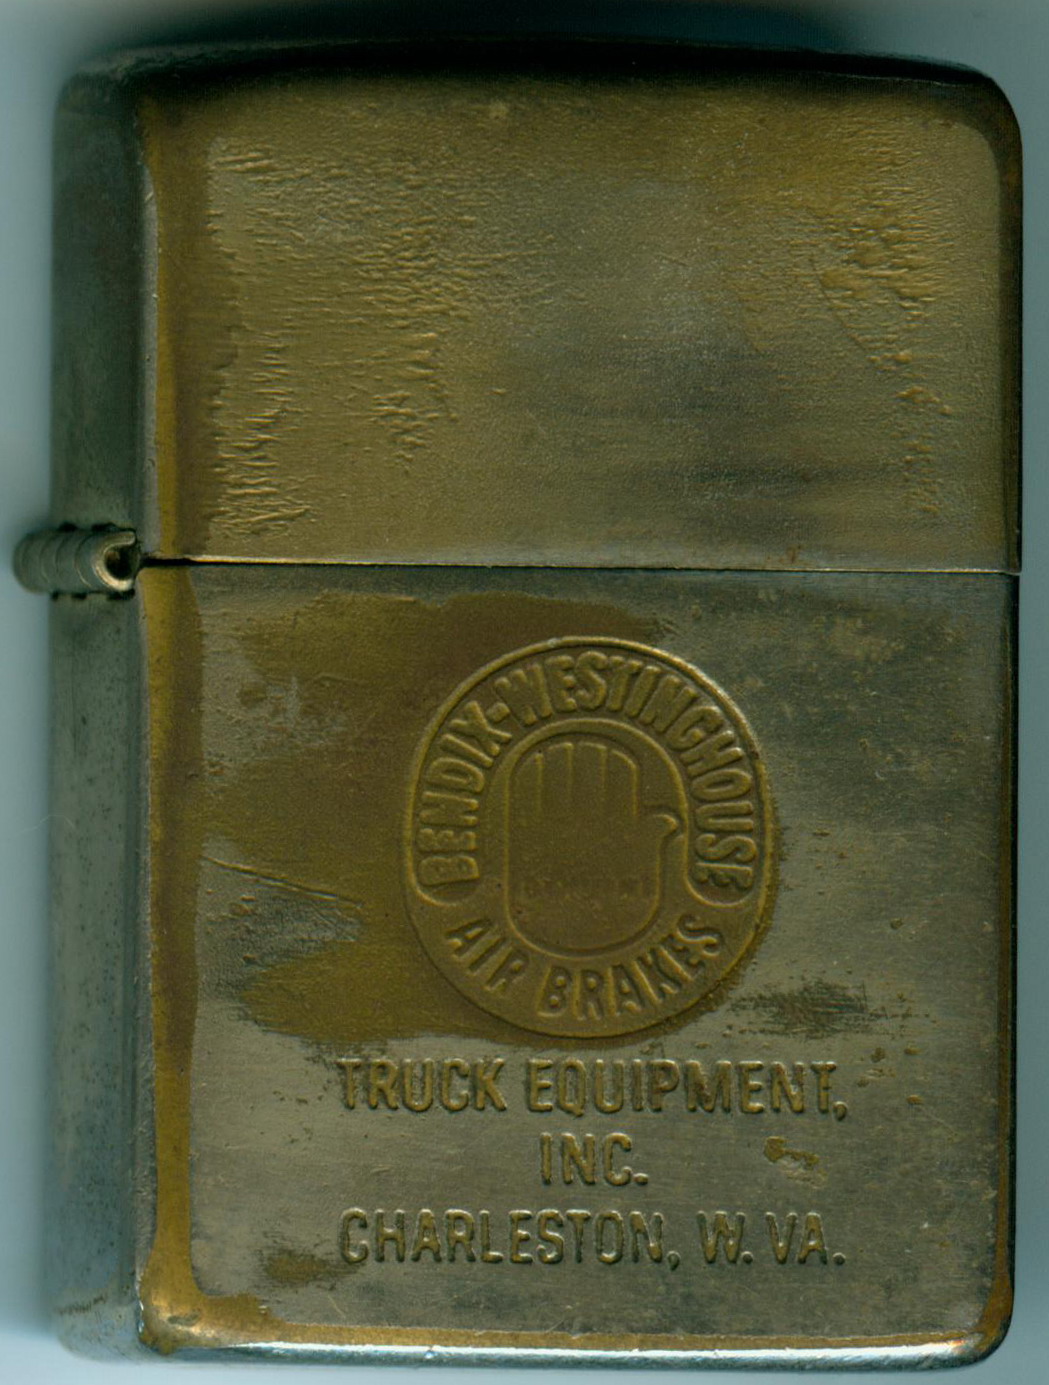 BENDIX-WESTINGHOUSE
AIR BRAKES
TRUCK EQUIPMENT,
INC.
CHARLESTON, W. VA.